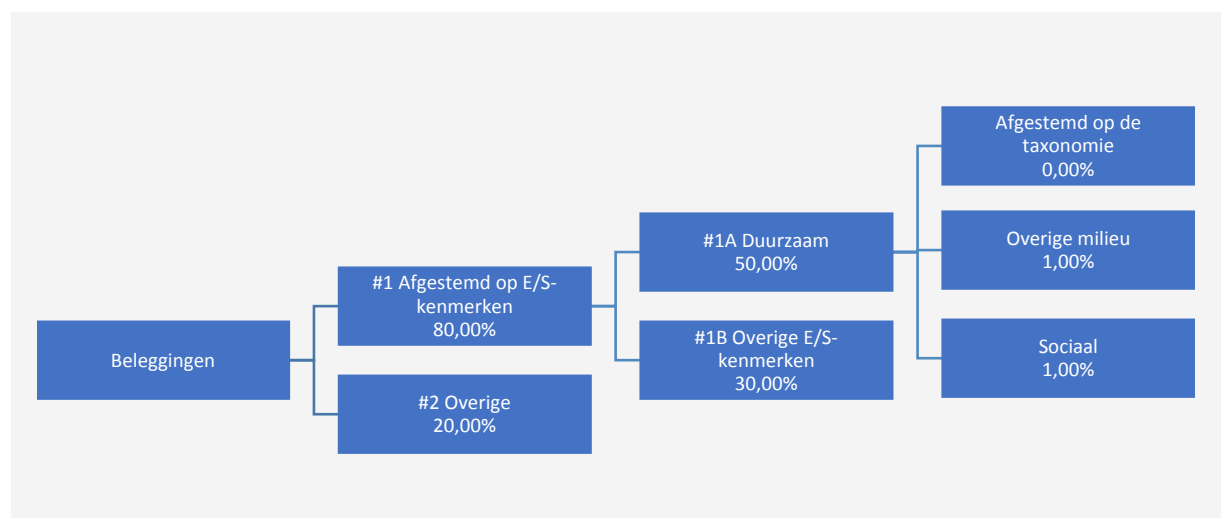 Beleggingen
#1 Afgestemd op E/S-
kenmerken
80,00%
#2 Overige
20,00%
#1A Duurzaam
50,00%
#1B Overige E/S-
kenmerken
30,00%
Afgestemd op de
taxonomie
0,00%
Overige milieu
1,00%
Sociaal
1,00%